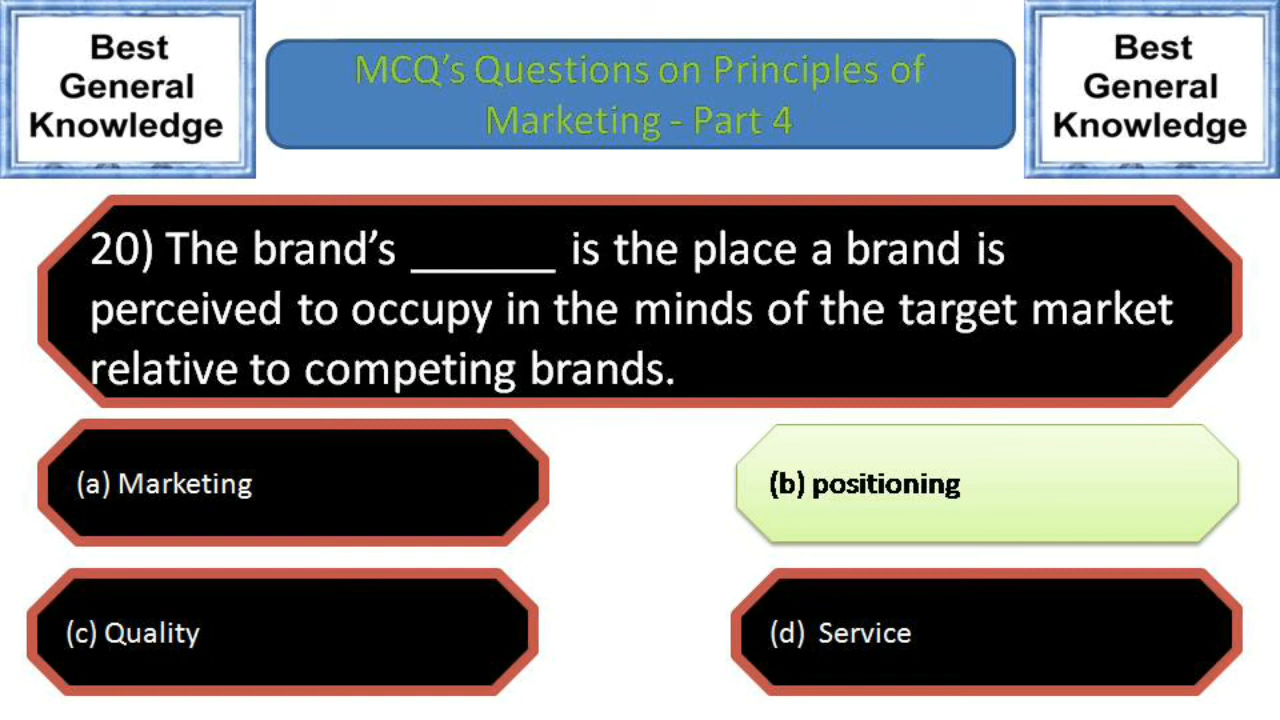 Best
General
Knowledge
MCQ’s Questions on Principles of
Marketing - Part 4
Best
General
Knowledge
20) The brand’s ______ is the place a brand is
perceived to occupy in the minds of the target market
relative to competing brands.
(a) Marketing
(b) positioning
(c) Quality
(d) Service